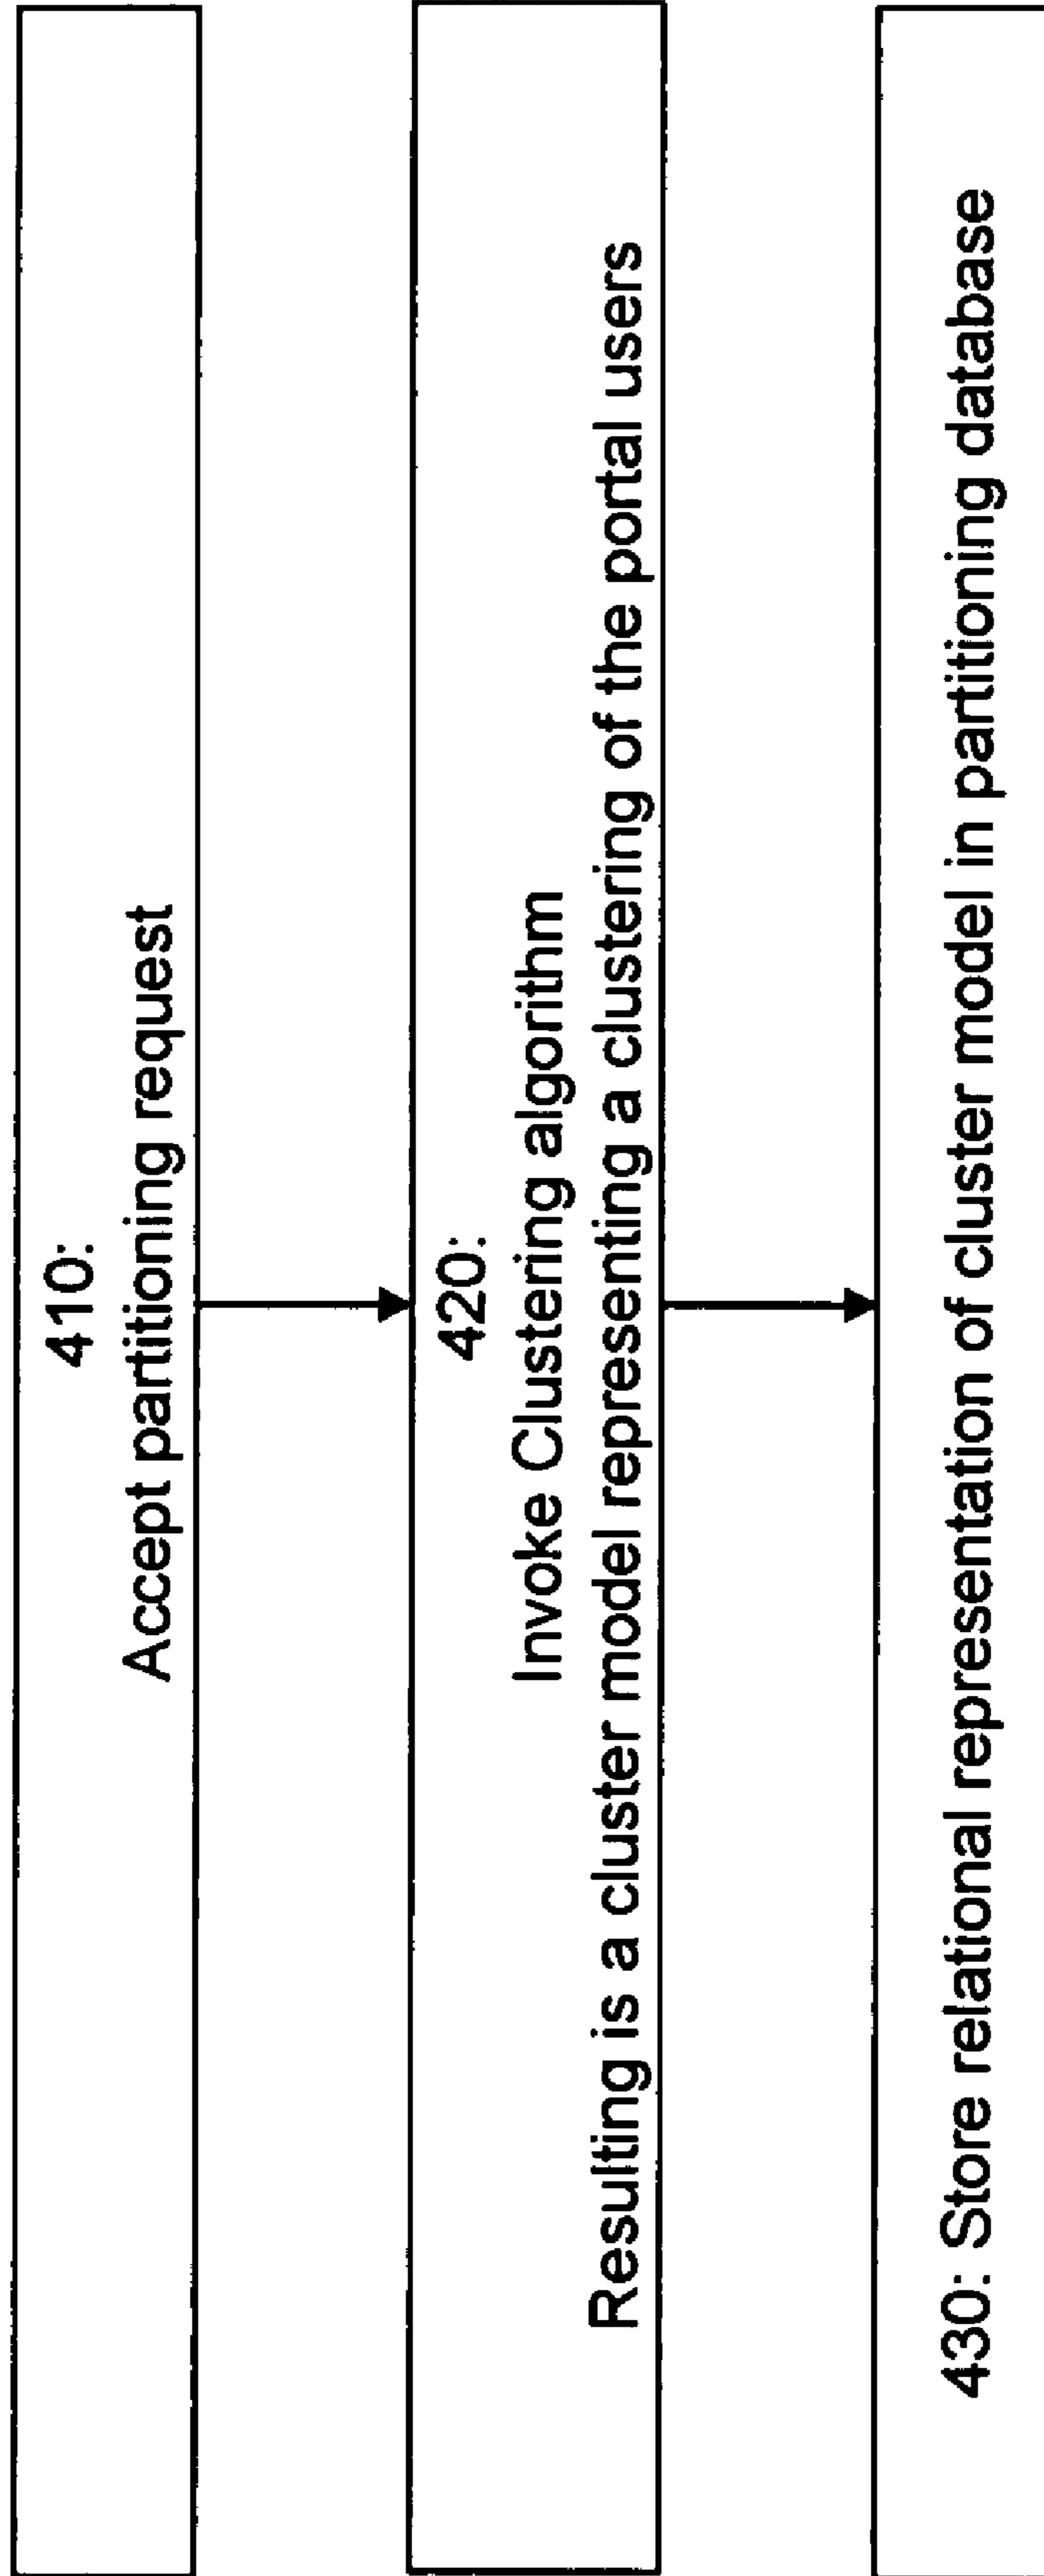 410:
Accept partitioning request
420:
Invoke Clustering algorithm
Resulting is a cluster model representing a clustering of the portal users
430: Store relational representation of cluster model in partitioning database